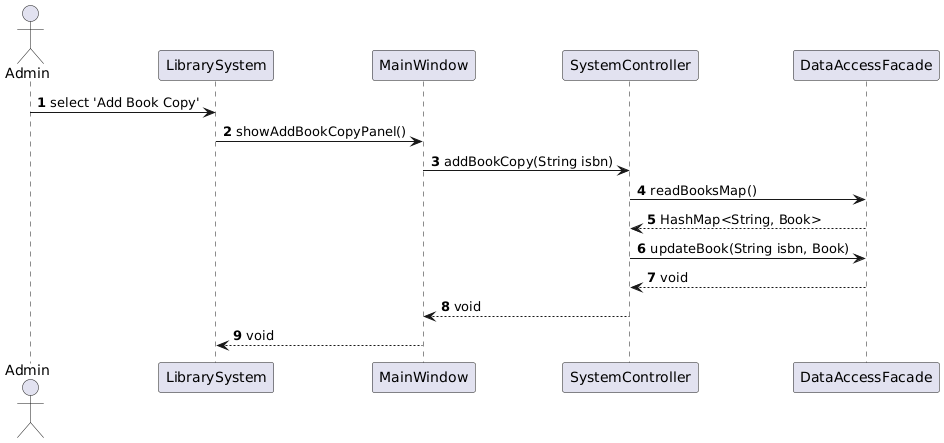 Admin
LibrarySystem
MainWindow
SystemController
DataAccessFacade
1 select 'Add Book Copy'
2 showAddBookCopyPanel()
3 addBookCopy(String isbn)
4 readBooksMap()
5 HashMap<String, Book>
6 updateBook(String isbn, Book)
7 void
8 void
9 void
Admin
LibrarySystem
MainWindow
SystemController
DataAccessFacade